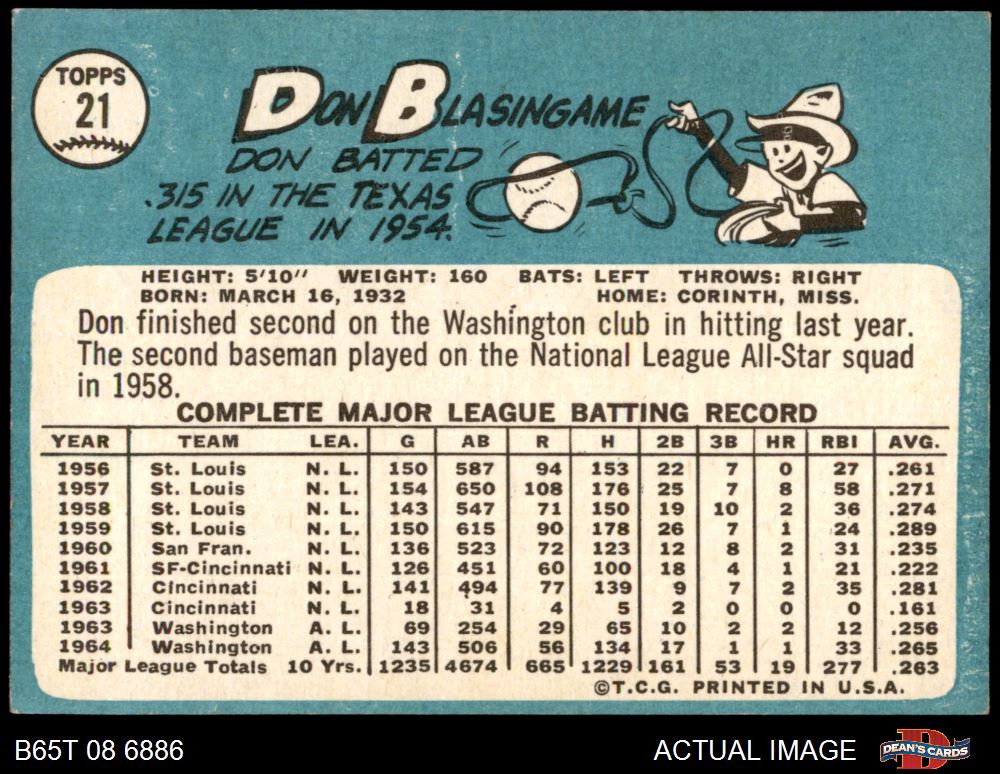 TOPPS
21
DON BLASINGAME
DON BATTED
.315 IN THE TEXAS
LEAGUE IN 1954.
HEIGHT: 5'10" WEIGHT: 160 BATS: LEFT THROWS: RIGHT
BORN: MARCH 16, 1932 HOME: CORINTH, MISS.
Don finished second on the Washington club in hitting last year.
The second baseman played on the National League All-Star squad
in 1958.
COMPLETE MAJOR LEAGUE BATTING RECORD
YEAR TEAM LEA. G AB R H 2B 3B HR RBI AVG.
1956 St. Louis N. L. 150 587 94 153 22 7 0 27 .261
1957 St. Louis N. L. 154 650 108 176 25 7 8 58 .271
1958 St. Louis N. L. 143 547 71 150 19 10 2 36 .274
1959 St. Louis N. L. 150 615 90 178 26 7 1 24 .289
1960 San Fran. N. L. 136 523 72 123 12 8 2 31 .235
1961 SF-Cincinnati N. L. 126 451 60 100 18 4 1 21 .222
1962 Cincinnati N. L. 141 494 77 139 9 7 2 35 .281
1963 Cincinnati N. L. 18 31 4 5 2 0 0 0 .161
1963 Washington A. L. 69 254 29 65 10 2 2 12 .256
1964 Washington A. L. 143 506 56 134 17 1 1 33 .265
Major League Totals 10 Yrs. 1235 4674 665 1229 161 53 19 277 .263
©T.C.G. PRINTED IN U.S.A.
B65T 08 6886 ACTUAL IMAGE DEAN'S CARDS